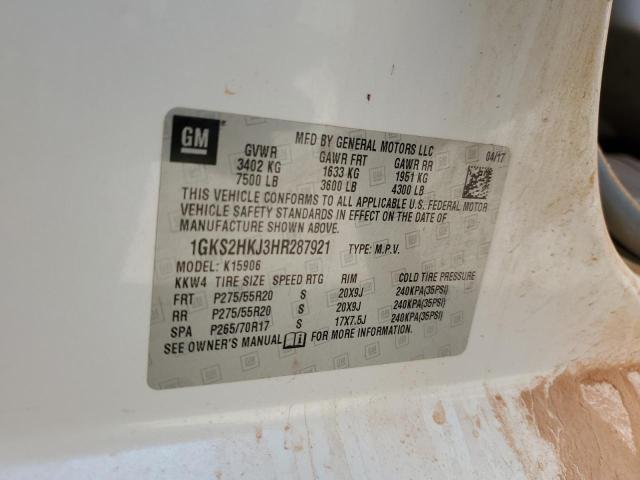 GM
MFD BY GENERAL MOTORS LLC
04/17
GVWR GAWR FRT GAWR RR
3402 KG 1633 KG 1951 KG
7500 LB 3600 LB 4300 LB
THIS VEHICLE CONFORMS TO ALL APPLICABLE U.S. FEDERAL MOTOR
VEHICLE SAFETY STANDARDS IN EFFECT ON THE DATE OF
MANUFACTURE SHOWN ABOVE.
1GKS2HKJ3HR287921 TYPE: M.P.V.
MODEL: K15906
KKW4 TIRE SIZE SPEED RTG RIM COLD TIRE PRESSURE
FRT P275/55R20 S 20X9J 240KPA(35PSI)
RR P275/55R20 S 20X9J 240KPA(35PSI)
SPA P265/70R17 S 17X7.5J 240KPA(35PSI)
SEE OWNER'S MANUAL FOR MORE INFORMATION.